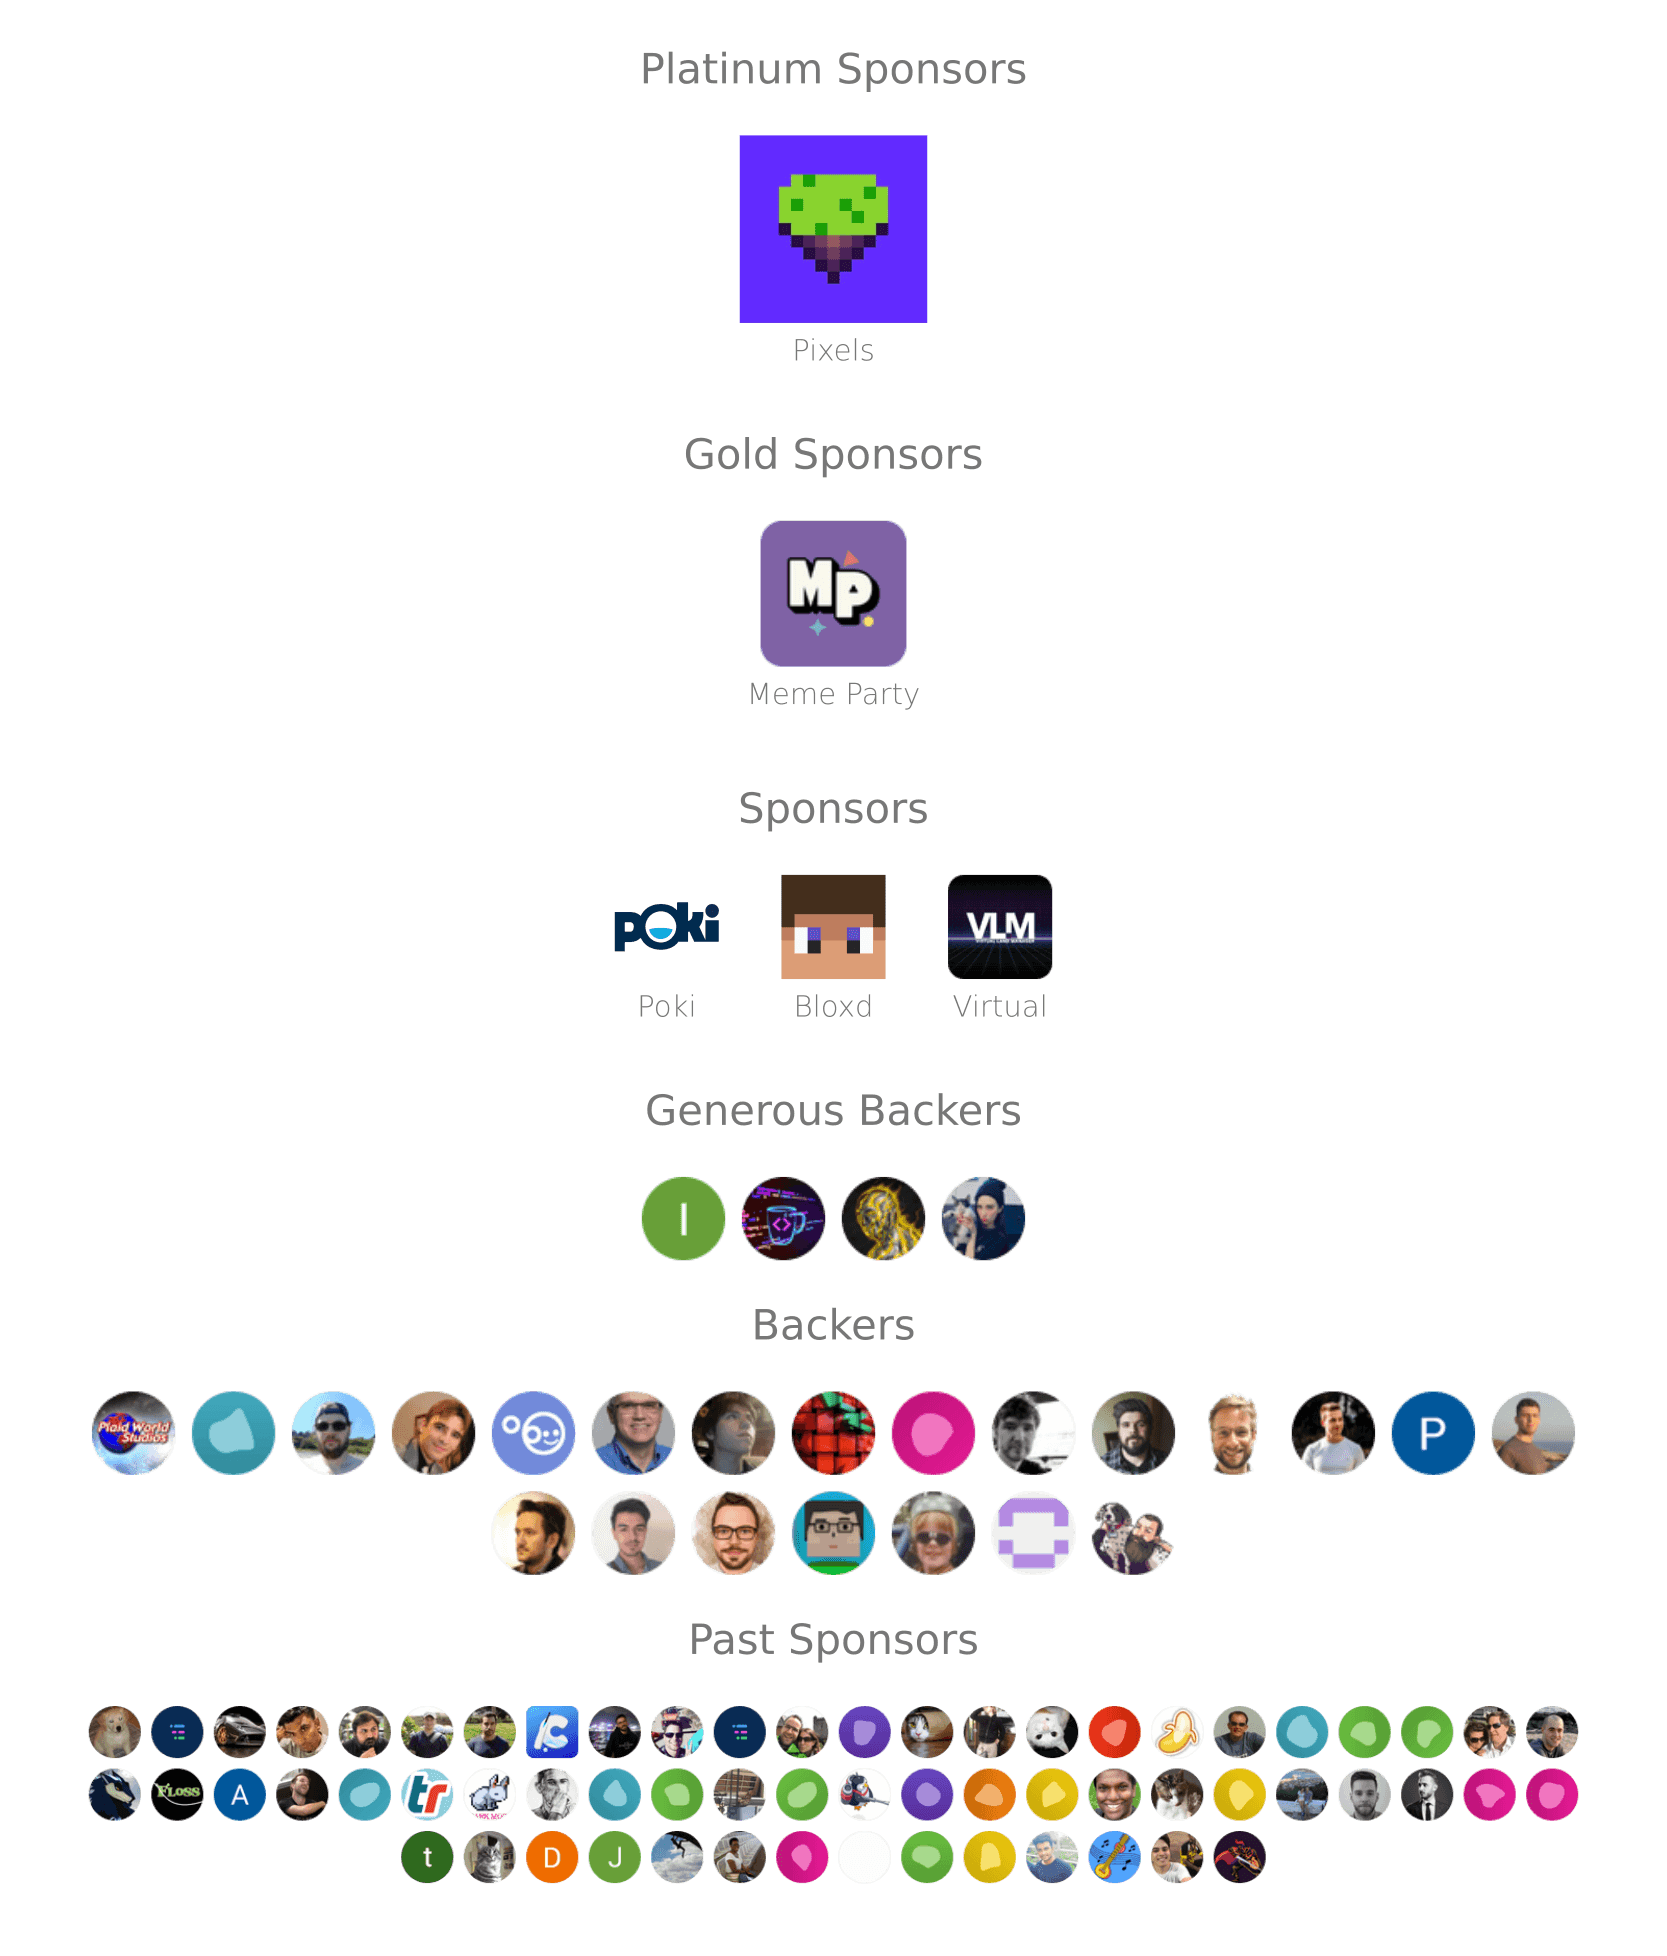 Platinum Sponsors
Pixels
Gold Sponsors
MP
Meme Party
Sponsors
poki
VLM
Poki Bloxd Virtual
Generous Backers
I
Backers
Plaid World
Studios
P
Past Sponsors
C
FLOSS
A
tr
t
D
J